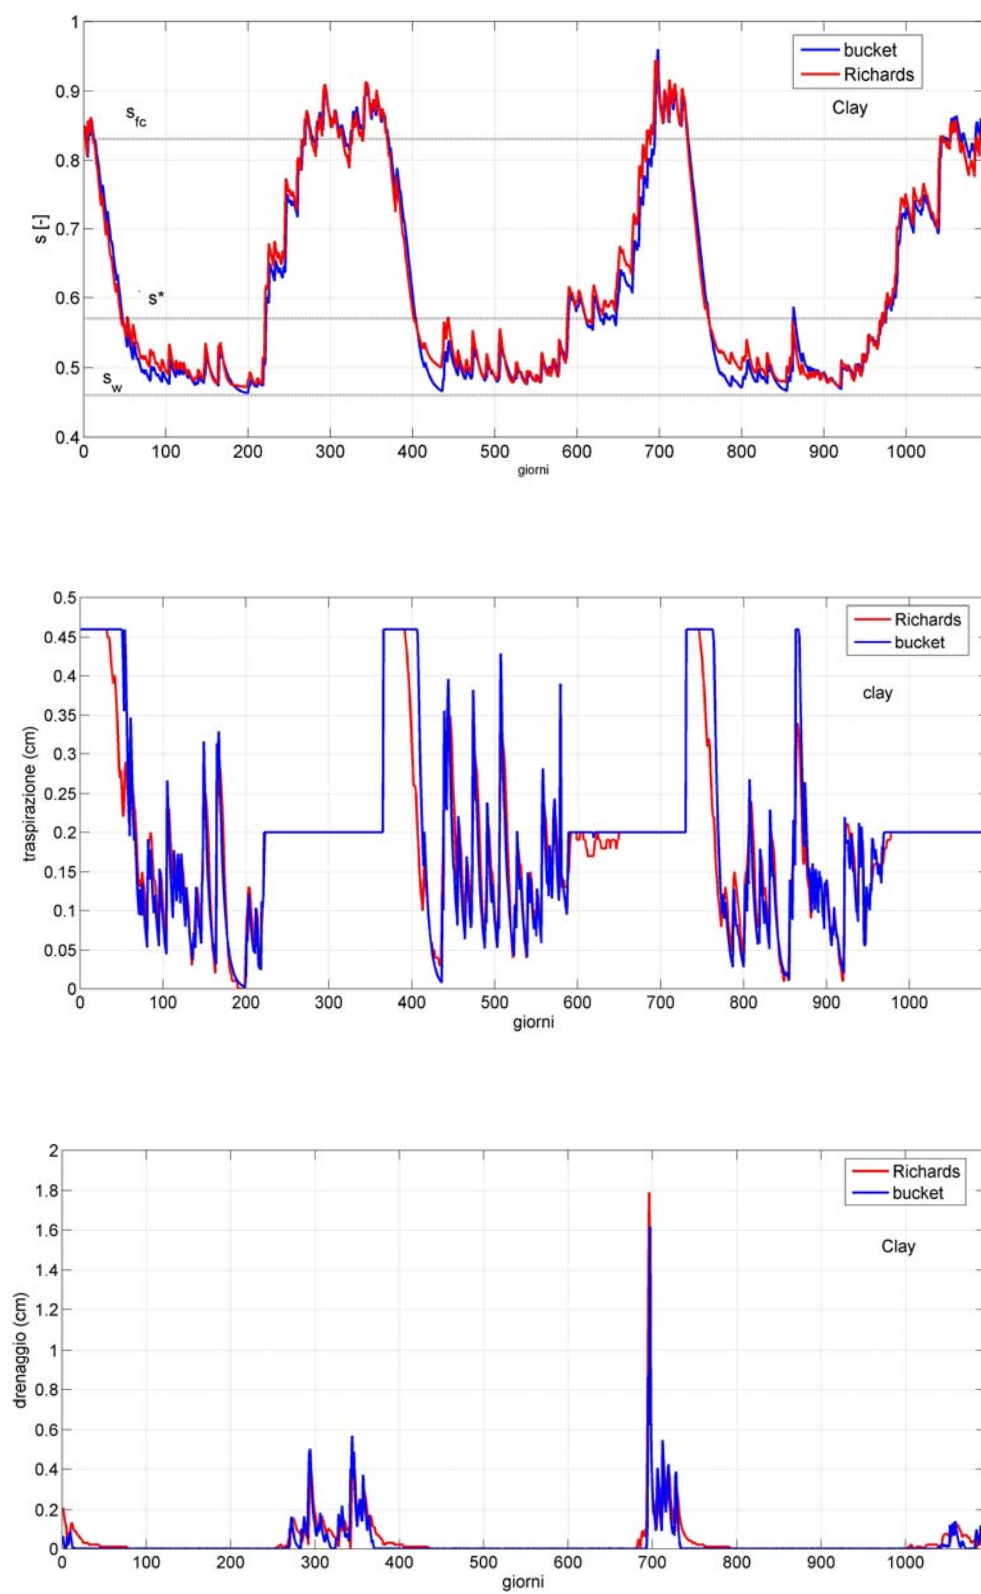 1
0.9
0.8
0.7
0.6
0.5
0.4
s [-]
bucket
Richards
Clay
s_fc
s*
s_w
0 100 200 300 400 500 600 700 800 900 1000
giorni
0.5
0.45
0.4
0.35
0.3
0.25
0.2
0.15
0.1
0.05
0
traspirazione (cm)
Richards
bucket
clay
0 100 200 300 400 500 600 700 800 900 1000
giorni
2
1.8
1.6
1.4
1.2
1
0.8
0.6
0.4
0.2
0
drenaggio (cm)
Richards
bucket
Clay
0 100 200 300 400 500 600 700 800 900 1000
giorni